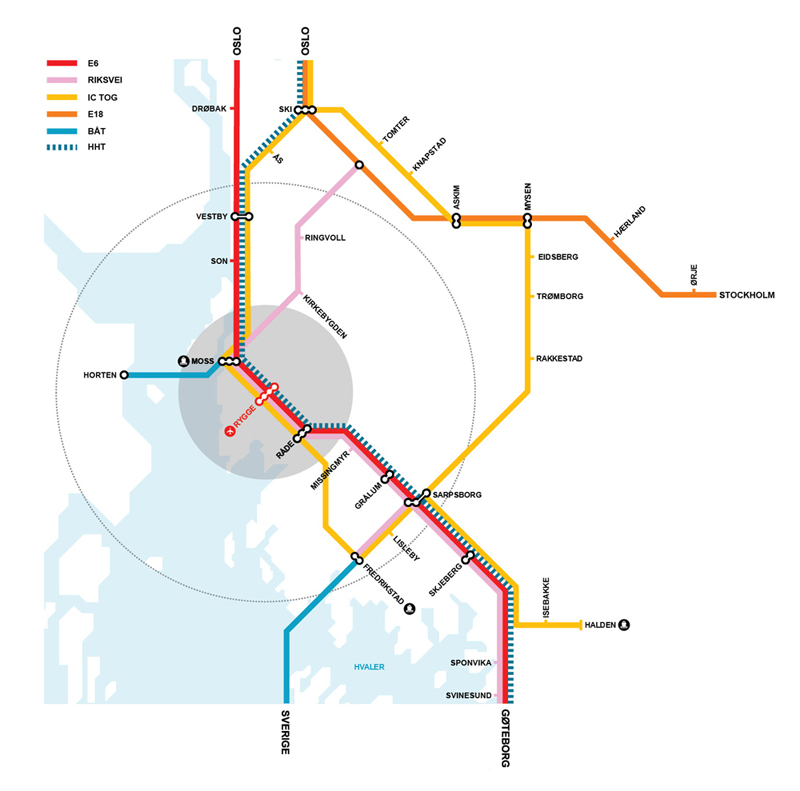 OSLO
OSLO
E6
RIKSVEI
IC TOG
E18
BÅT
HHT
DRØBAK
SKI
TOMTER
KNAPSTAD
ÅS
ASKIM
MYSEN
VESTBY
HÆRLAND
RINGVOLL
EIDSBERG
SON
ØRJE
TRØMBORG
STOCKHOLM
KIRKEBYGDEN
MOSS
RAKKESTAD
HORTEN
RYGGE
RÅDE
MISSINGMYR
GRÅLUM
SARPSBORG
LISLEBY
SKJEBERG
FREDRIKSTAD
ISEBAKKE
HALDEN
HVALER
SPONVIKA
SVINESUND
SVERIGE
GØTEBORG